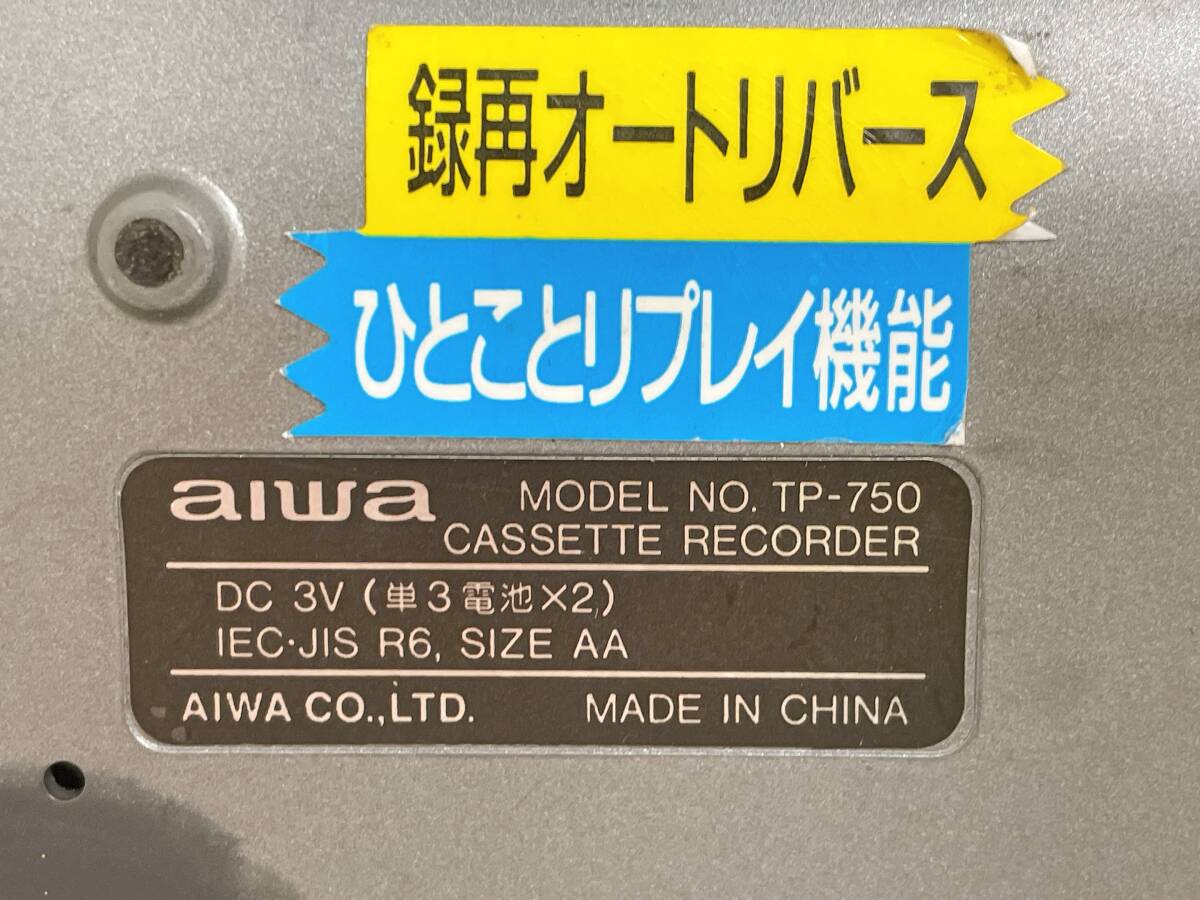 録再オートリバース
ひとことリプレイ機能
aiwa MODEL NO. TP-750
CASSETTE RECORDER
DC 3V (単3電池×2)
IEC·JIS R6, SIZE AA
AIWA CO.,LTD. MADE IN CHINA